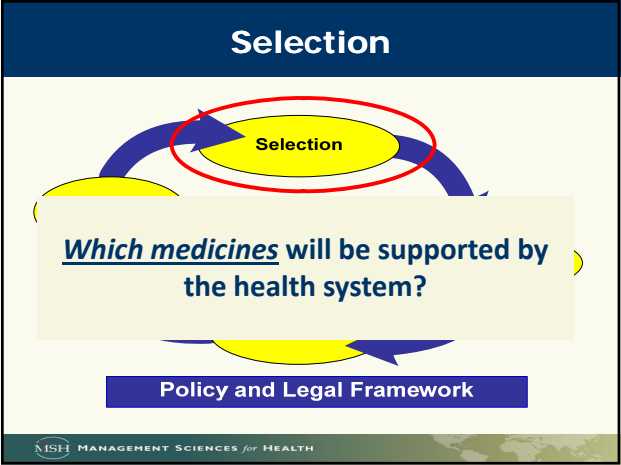 Selection
Selection
Which medicines will be supported by
the health system?
Policy and Legal Framework
MSH MANAGEMENT SCIENCES for HEALTH